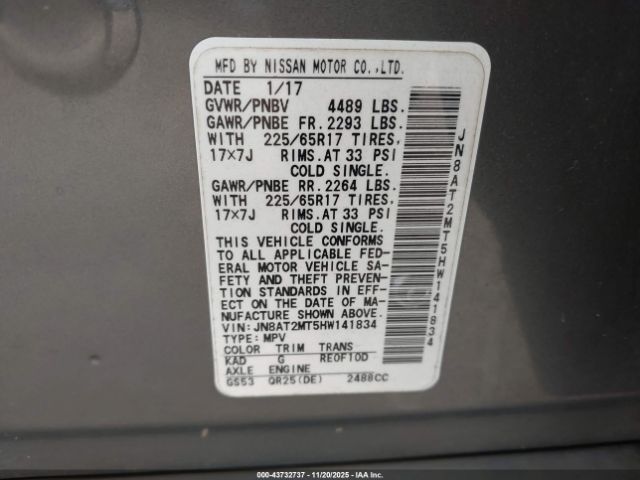 MFD BY NISSAN MOTOR CO.,LTD.
DATE 1/17
GVWR/PNBV 4489 LBS.
GAWR/PNBE FR. 2293 LBS.
WITH 225/65R17 TIRES,
17×7J RIMS.AT 33 PSI
COLD SINGLE.
GAWR/PNBE RR. 2264 LBS.
WITH 225/65R17 TIRES,
17×7J RIMS.AT 33 PSI
COLD SINGLE.
THIS VEHICLE CONFORMS
TO ALL APPLICABLE FED-
ERAL MOTOR VEHICLE SA-
FETY AND THEFT PREVEN-
TION STANDARDS IN EFF-
ECT ON THE DATE OF MA-
NUFACTURE SHOWN ABOVE.
VIN: JN8AT2MT5HW141834
TYPE: MPV
COLOR TRIM TRANS
KAD G RE0F10D
AXLE ENGINE
GS53 QR25(DE) 2488CC
JN8AT2MT5HW141834
000-43732737 - 11/20/2025 - IAAI.COM